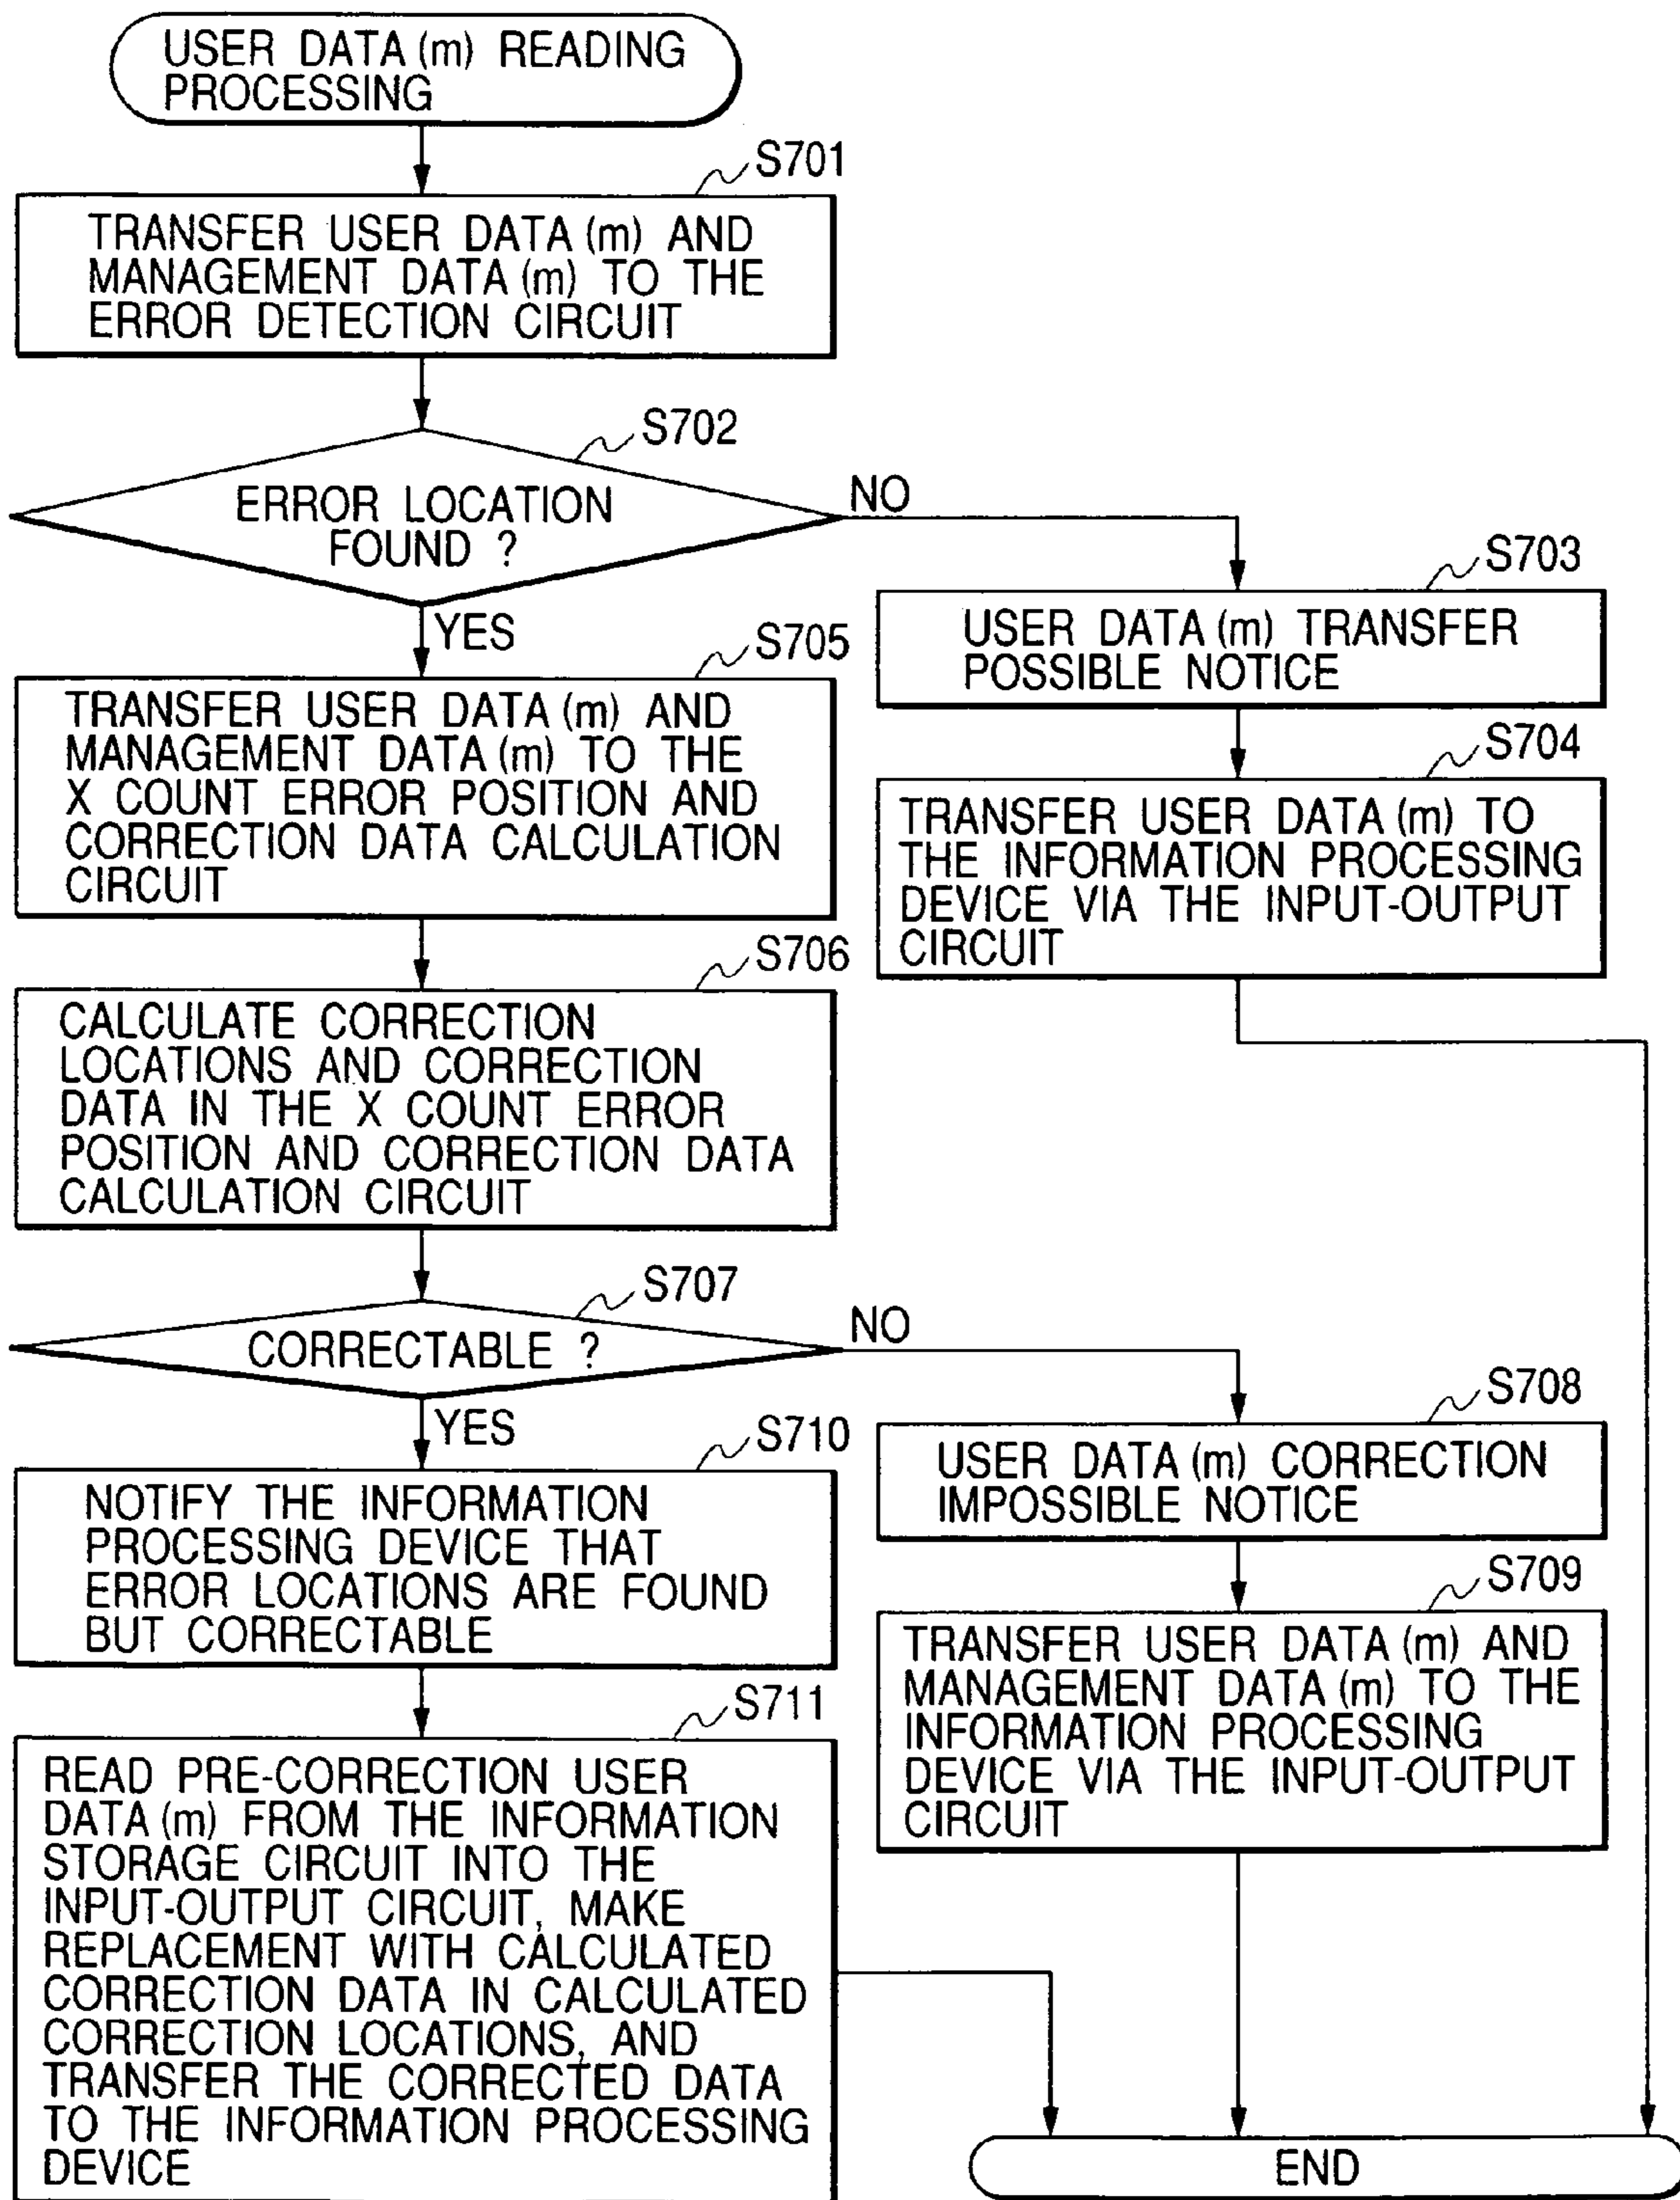 USER DATA (m) READING
PROCESSING
S701
TRANSFER USER DATA (m) AND
MANAGEMENT DATA (m) TO THE
ERROR DETECTION CIRCUIT
S702
ERROR LOCATION
FOUND ?
NO
YES
S703
USER DATA (m) TRANSFER
POSSIBLE NOTICE
S704
TRANSFER USER DATA (m) TO
THE INFORMATION PROCESSING
DEVICE VIA THE INPUT-OUTPUT
CIRCUIT
S705
TRANSFER USER DATA (m) AND
MANAGEMENT DATA (m) TO THE
X COUNT ERROR POSITION AND
CORRECTION DATA CALCULATION
CIRCUIT
S706
CALCULATE CORRECTION
LOCATIONS AND CORRECTION
DATA IN THE X COUNT ERROR
POSITION AND CORRECTION DATA
CALCULATION CIRCUIT
S707
CORRECTABLE ?
NO
YES
S708
USER DATA (m) CORRECTION
IMPOSSIBLE NOTICE
S709
TRANSFER USER DATA (m) AND
MANAGEMENT DATA (m) TO THE
INFORMATION PROCESSING
DEVICE VIA THE INPUT-OUTPUT
CIRCUIT
S710
NOTIFY THE INFORMATION
PROCESSING DEVICE THAT
ERROR LOCATIONS ARE FOUND
BUT CORRECTABLE
S711
READ PRE-CORRECTION USER
DATA (m) FROM THE INFORMATION
STORAGE CIRCUIT INTO THE
INPUT-OUTPUT CIRCUIT, MAKE
REPLACEMENT WITH CALCULATED
CORRECTION DATA IN CALCULATED
CORRECTION LOCATIONS, AND
TRANSFER THE CORRECTED DATA
TO THE INFORMATION PROCESSING
DEVICE
END